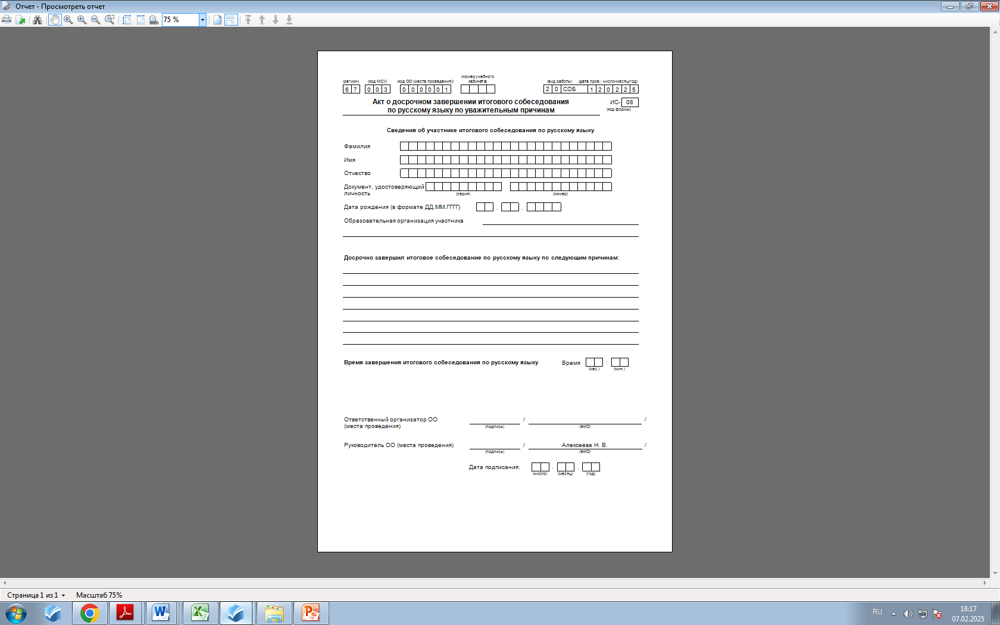 Отчет - Просмотреть отчет
100%
75 %
(регион) (код МСУ) (код ОО (места проведения)) (номер учебного кабинета) (вид работы) (дата пров.: число-месяц-год)
6 7 0 0 3 0 0 0 0 0 1 2 0 СОБ 1 2 0 2 2 5
Акт о досрочном завершении итогового собеседования
по русскому языку по уважительным причинам
ИС- 08
(код формы)
Сведения об участнике итогового собеседования по русскому языку
Фамилия
Имя
Отчество
Документ, удостоверяющий
личность
(серия) (номер)
Дата рождения (в формате ДД.ММ.ГГГГ) . .
Образовательная организация участника
Досрочно завершил итоговое собеседование по русскому языку по следующим причинам:
Время завершения итогового собеседования по русскому языку Время :
(час.) (мин.)
Ответственный организатор ОО / /
(места проведения) (подпись) (ФИО)
Руководитель ОО (места проведения) / Алексеева Н. В. /
(подпись) (ФИО)
Дата подписания: . .
(число) (месяц) (год)
Страница 1 из 1 Масштаб 75%
RU
18:17
07.02.2025